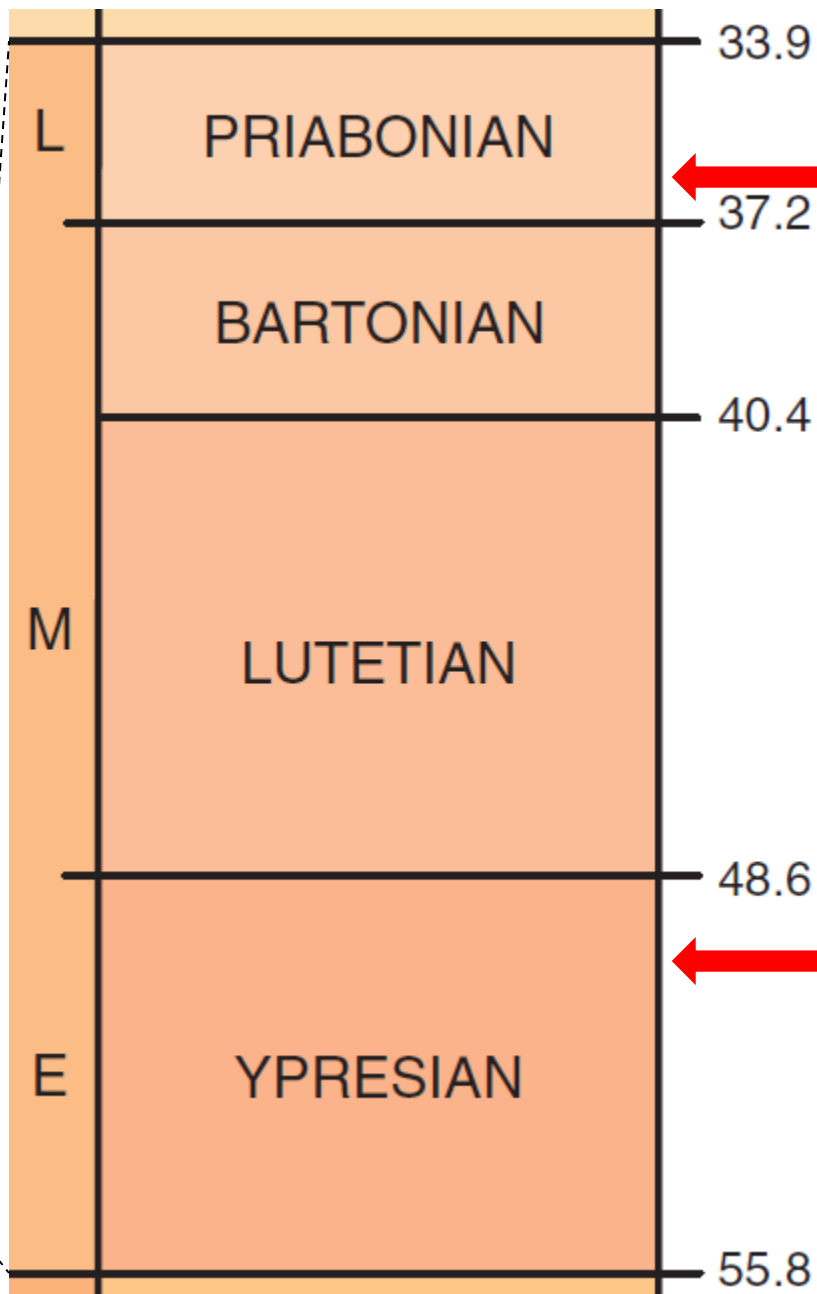 33.9
L
PRIABONIAN
37.2
BARTONIAN
40.4
M
LUTETIAN
48.6
E
YPRESIAN
55.8